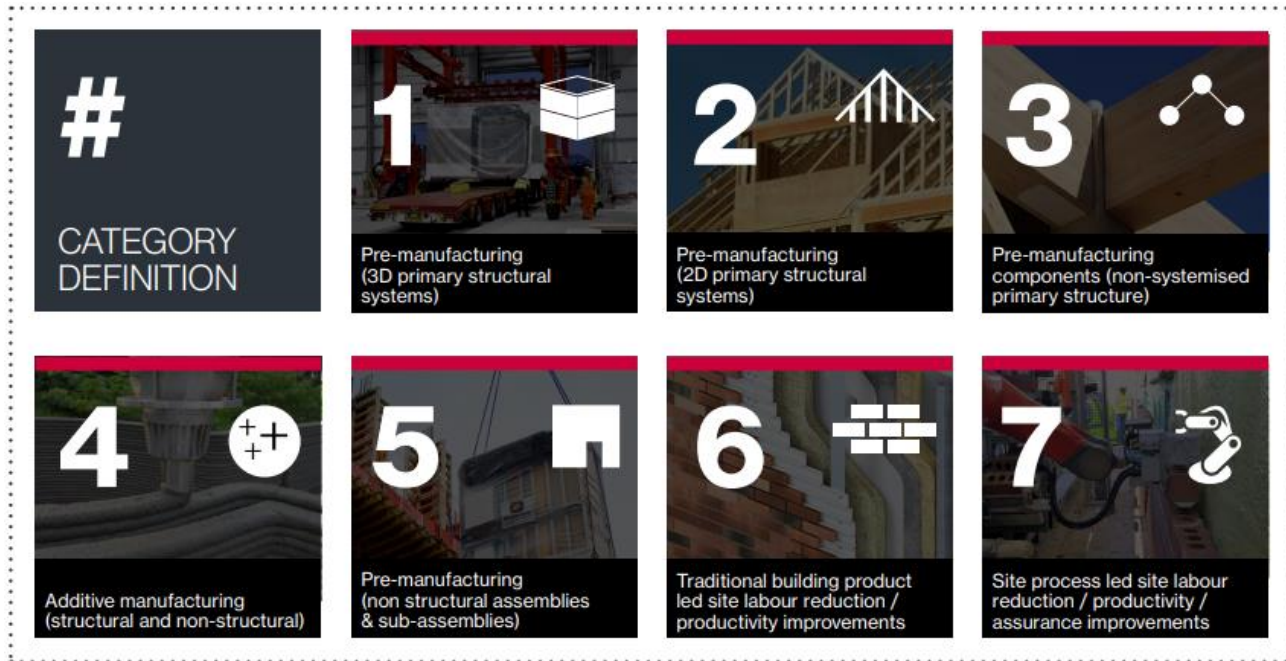 #
CATEGORY
DEFINITION
1
Pre-manufacturing
(3D primary structural
systems)
2
Pre-manufacturing
(2D primary structural
systems)
3
Pre-manufacturing
components (non-systemised
primary structure)
4
Additive manufacturing
(structural and non-structural)
5
Pre-manufacturing
(non structural assemblies
& sub-assemblies)
6
Traditional building product
led site labour reduction /
productivity improvements
7
Site process led site labour
reduction / productivity /
assurance improvements